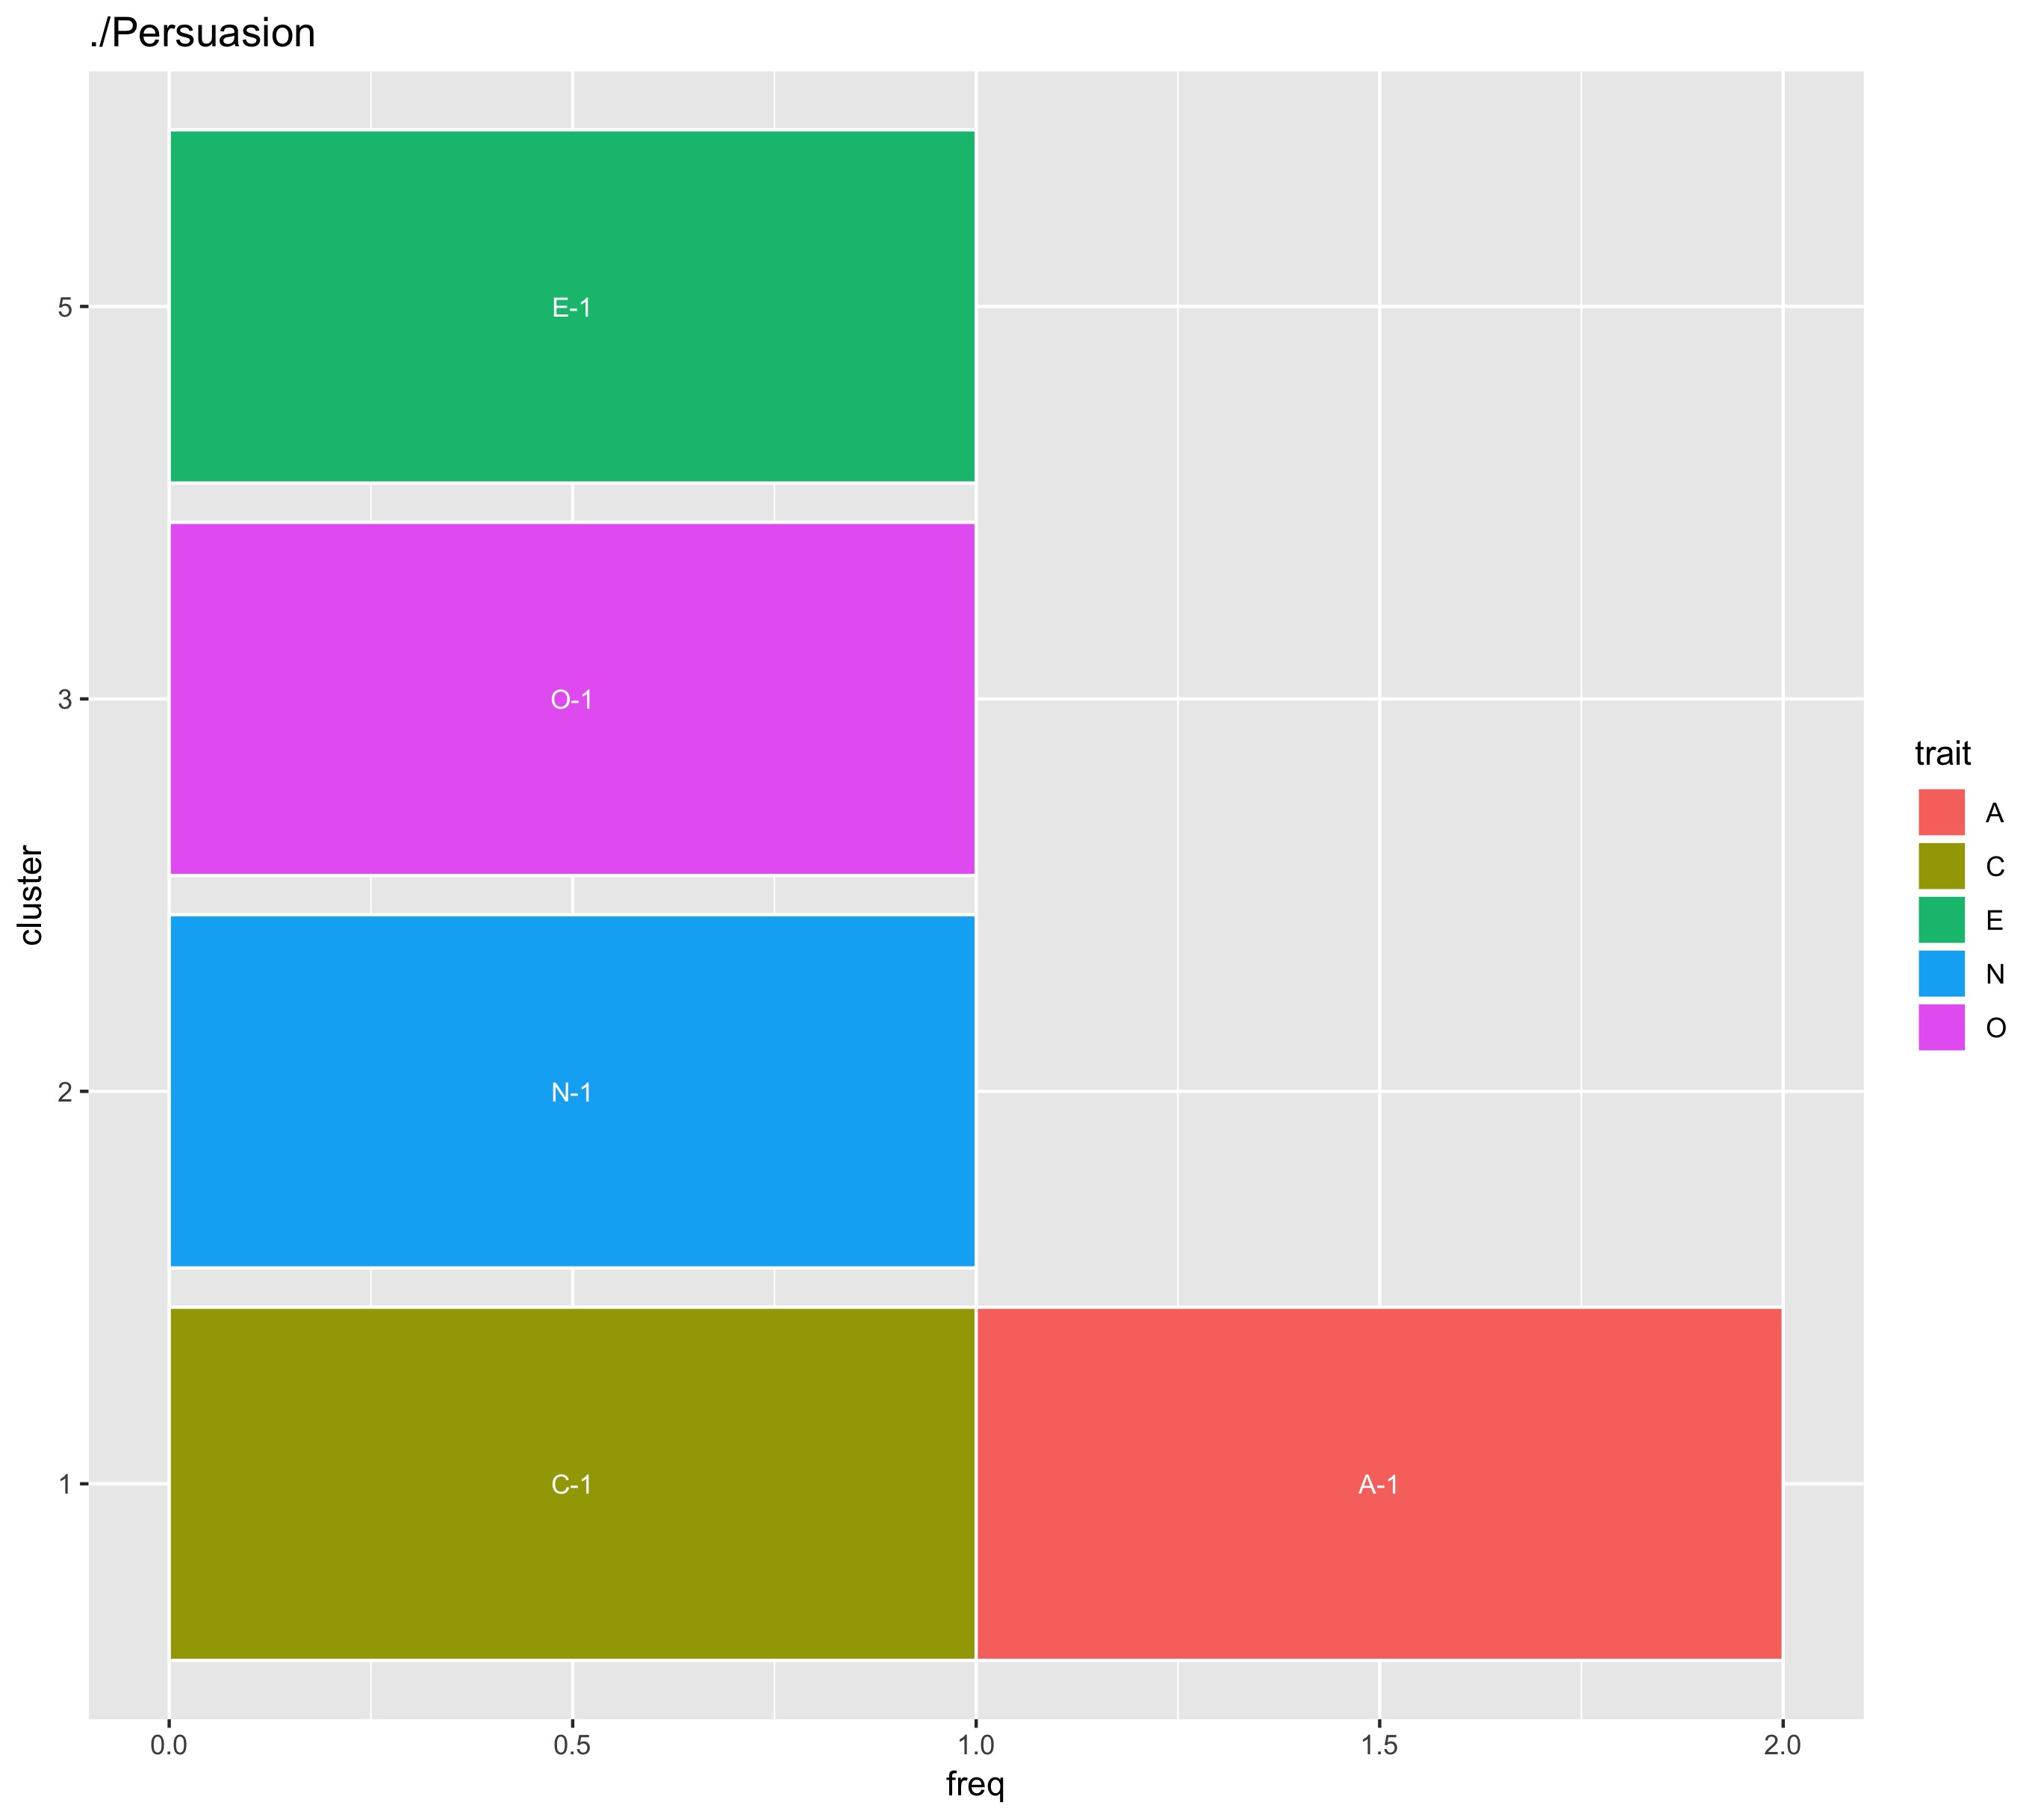 ./Persuasion
cluster
5
3
2
1
E-1
O-1
N-1
C-1 A-1
0.0 0.5 1.0 1.5 2.0
freq
trait
A
C
E
N
O